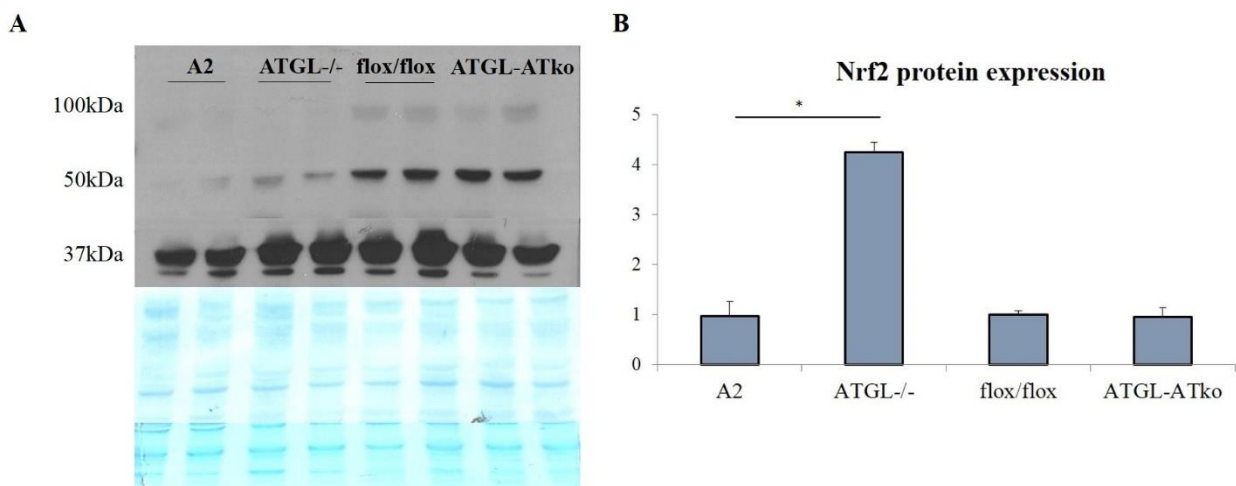 A
B
A2 ATGL-/- flox/flox ATGL-ATko
100kDa
50kDa
37kDa
Nrf2 protein expression
*
5
4
3
2
1
0
A2 ATGL-/- flox/flox ATGL-ATko